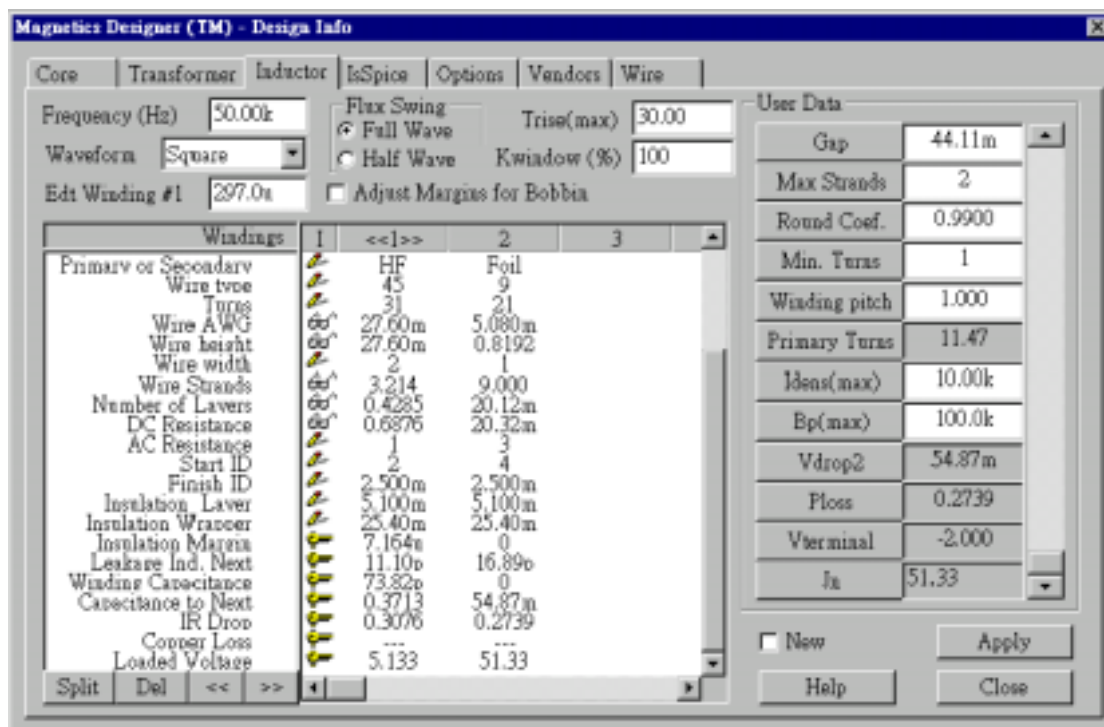 Magnetics Designer (TM) - Design Info
Core Transformer Inductor IsSpice Options Vendors Wire
Frequency (Hz) 50.00k Flux Swing Trise(max) 30.00
Full Wave
Waveform Square Half Wave Kwindow (%) 100
Edt Winding #1 297.0u Adjust Margins for Bobbin
Windings I <<1>> 2 3
Primary or Secondary HF Foil
Wire type 45 9
Turns 31 21
Wire AWG 27.60m 5.080m
Wire height 27.60m 0.8192
Wire width 2 1
Wire Strands 3.214 9.000
Number of Layers 0.4285 20.12m
DC Resistance 0.6876 20.32m
AC Resistance 1 3
Start ID 2 4
Finish ID 2.500m 2.500m
Insulation Layer 5.100m 5.100m
Insulation Wrapper 25.40m 25.40m
Insulation Margin 7.164u 0
Leakage Ind. Next 11.10p 16.89p
Winding Capacitance 73.82p 0
Capacitance to Next 0.3713 54.87m
IR Drop 0.3076 0.2739
Copper Loss --- ---
Loaded Voltage 5.133 51.33
Split Del << >>
User Data
Gap 44.11m
Max Strands 2
Round Coef. 0.9900
Min. Turns 1
Winding pitch 1.000
Primary Turns 11.47
Idens(max) 10.00k
Bp(max) 100.0k
Vdrop2 54.87m
Ploss 0.2739
Vterminal -2.000
51.33
New Apply
Help Close